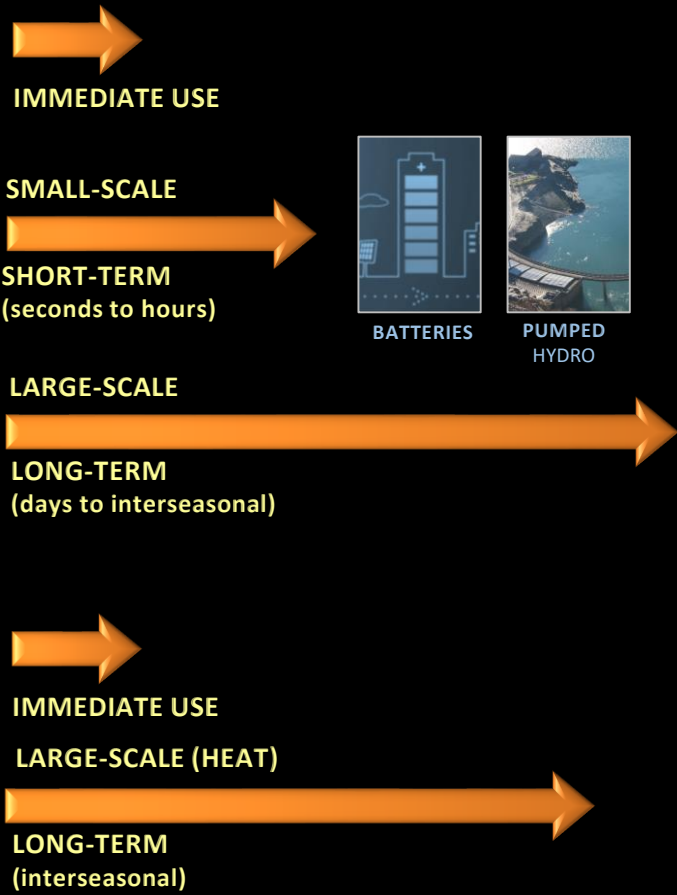 IMMEDIATE USE
SMALL-SCALE
SHORT-TERM
(seconds to hours)
BATTERIES
PUMPED
HYDRO
LARGE-SCALE
LONG-TERM
(days to interseasonal)
IMMEDIATE USE
LARGE-SCALE (HEAT)
LONG-TERM
(interseasonal)